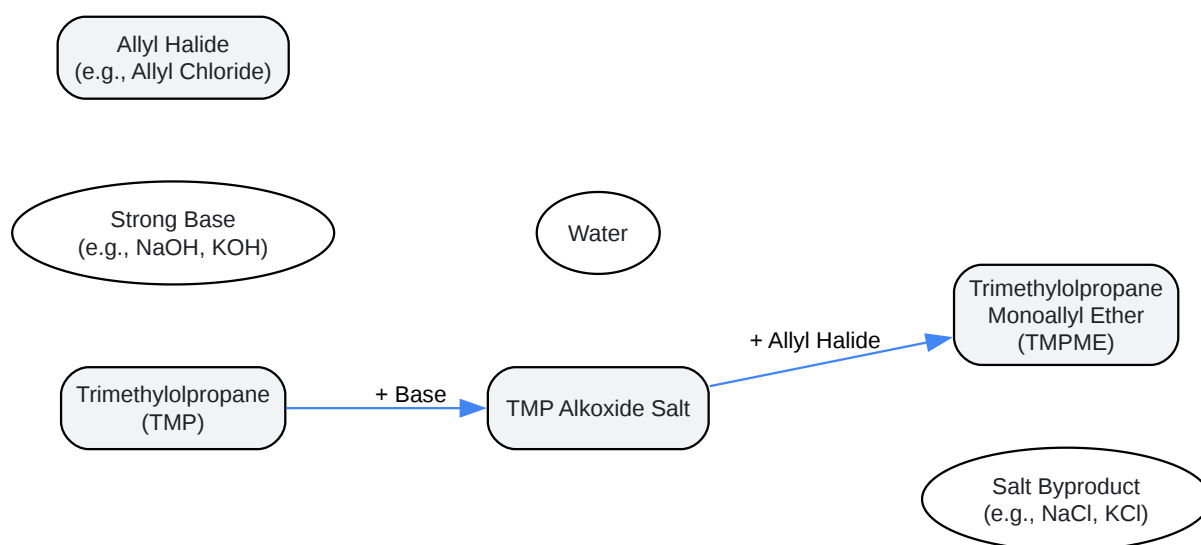 Allyl Halide
(e.g., Allyl Chloride)
Strong Base
(e.g., NaOH, KOH)
Water
Trimethylolpropane
(TMP)
+ Base
TMP Alkoxide Salt
+ Allyl Halide
Trimethylolpropane
Monoallyl Ether
(TMPME)
Salt Byproduct
(e.g., NaCl, KCl)